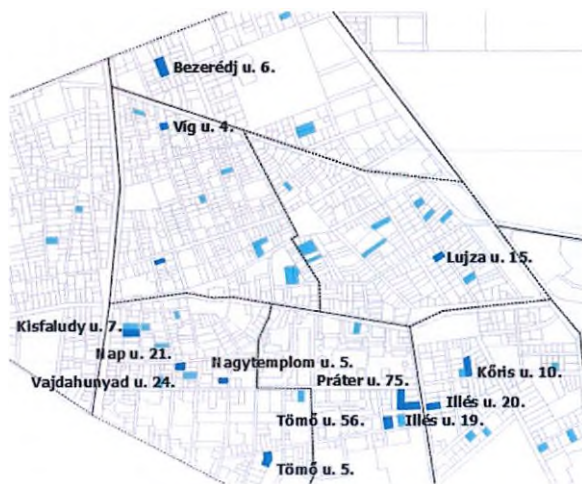 Bezerédj u. 6.
Víg u. 4.
Lujza u. 15.
Kisfaludy u. 7.
Nap u. 21.
Nagytemplom u. 5.
Vajdahunyad u. 24.
Práter u. 75.
Kőris u. 10.
Illés u. 20.
Tömő u. 56.
Illés u. 19.
Tömő u. 5.